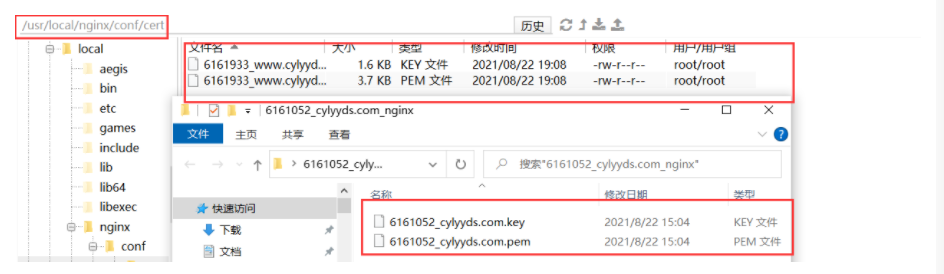 /usr/local/nginx/conf/cert 历史
local 文件名 大小 类型 修改时间 权限 用户/用户组
aegis 6161933_www.cylyyd... 1.6 KB KEY 文件 2021/08/22 19:08 -rw-r--r-- root/root
bin 6161933_www.cylyyd... 3.7 KB PEM 文件 2021/08/22 19:08 -rw-r--r-- root/root
etc 6161052_cylyyds.com_nginx
games 文件 主页 共享 查看
include
lib 6161052_cyly... 搜索"6161052_cylyyds.com_nginx"
lib64 名称 修改日期 类型
libexec 快速访问
nginx 下载 6161052_cylyyds.com.key 2021/8/22 15:04 KEY 文件
conf 文档 6161052_cylyyds.com.pem 2021/8/22 15:04 PEM 文件